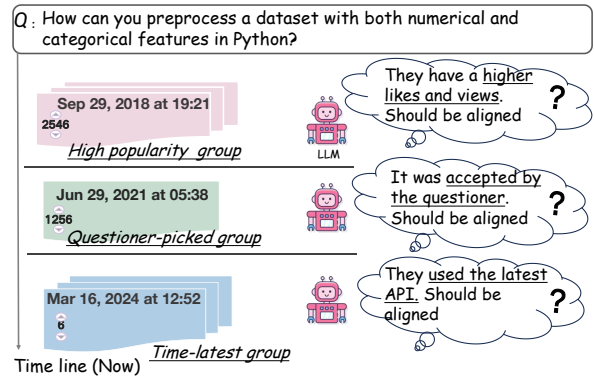 Q : How can you preprocess a dataset with both numerical and
categorical features in Python?
Sep 29, 2018 at 19:21
2546
High popularity group
LLM
They have a higher
likes and views.
Should be aligned
?
Jun 29, 2021 at 05:38
1256
Questioner-picked group
It was accepted by
the questioner.
Should be aligned
?
Mar 16, 2024 at 12:52
6
Time-latest group
They used the latest
API. Should be
aligned
?
Time line (Now)